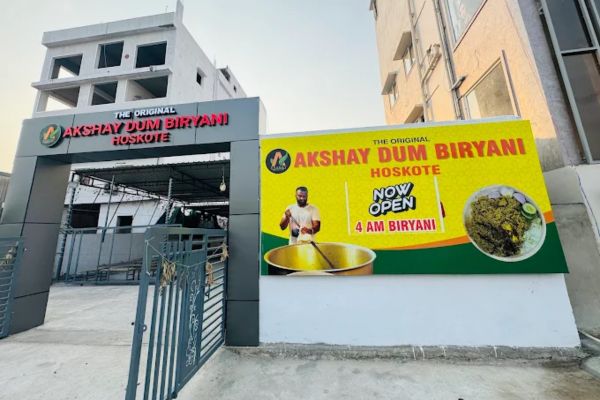 THE ORIGINAL
AKSHAY DUM BIRYANI
HOSKOTE
THE ORIGINAL
AKSHAY DUM BIRYANI
HOSKOTE
NOW
OPEN
4 AM BIRYANI